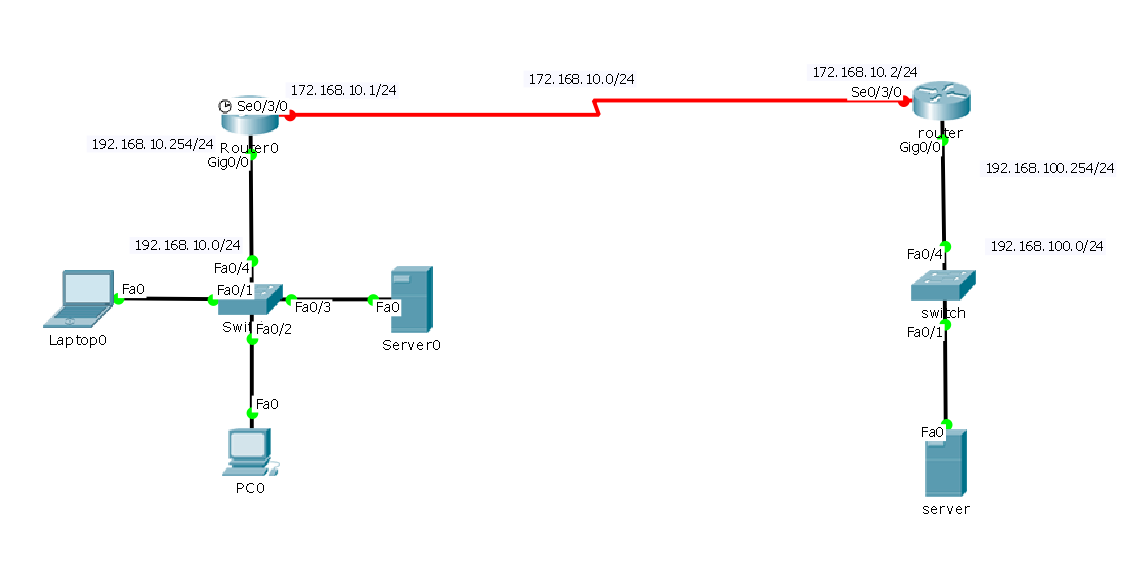 172.168.10.0/24
172.168.10.2/24
172.168.10.1/24
Se0/3/0
Se0/3/0
router
192.168.10.254/24
Router0
Gig0/0
Gig0/0
192.168.100.254/24
192.168.10.0/24
192.168.100.0/24
Fa0/4
Fa0/4
Fa0
Fa0/1
Fa0/3
Fa0
switch
Swit
Fa0/2
Fa0/1
Laptop0
Server0
Fa0
Fa0
PC0
server